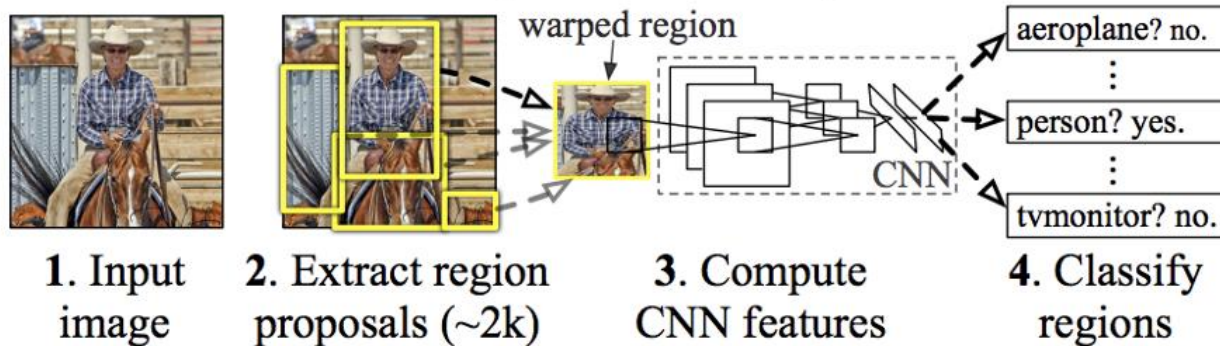 warped region
aeroplane? no.
person? yes.
CNN
tvmonitor? no.
1. Input
image
2. Extract region
proposals (~2k)
3. Compute
CNN features
4. Classify
regions